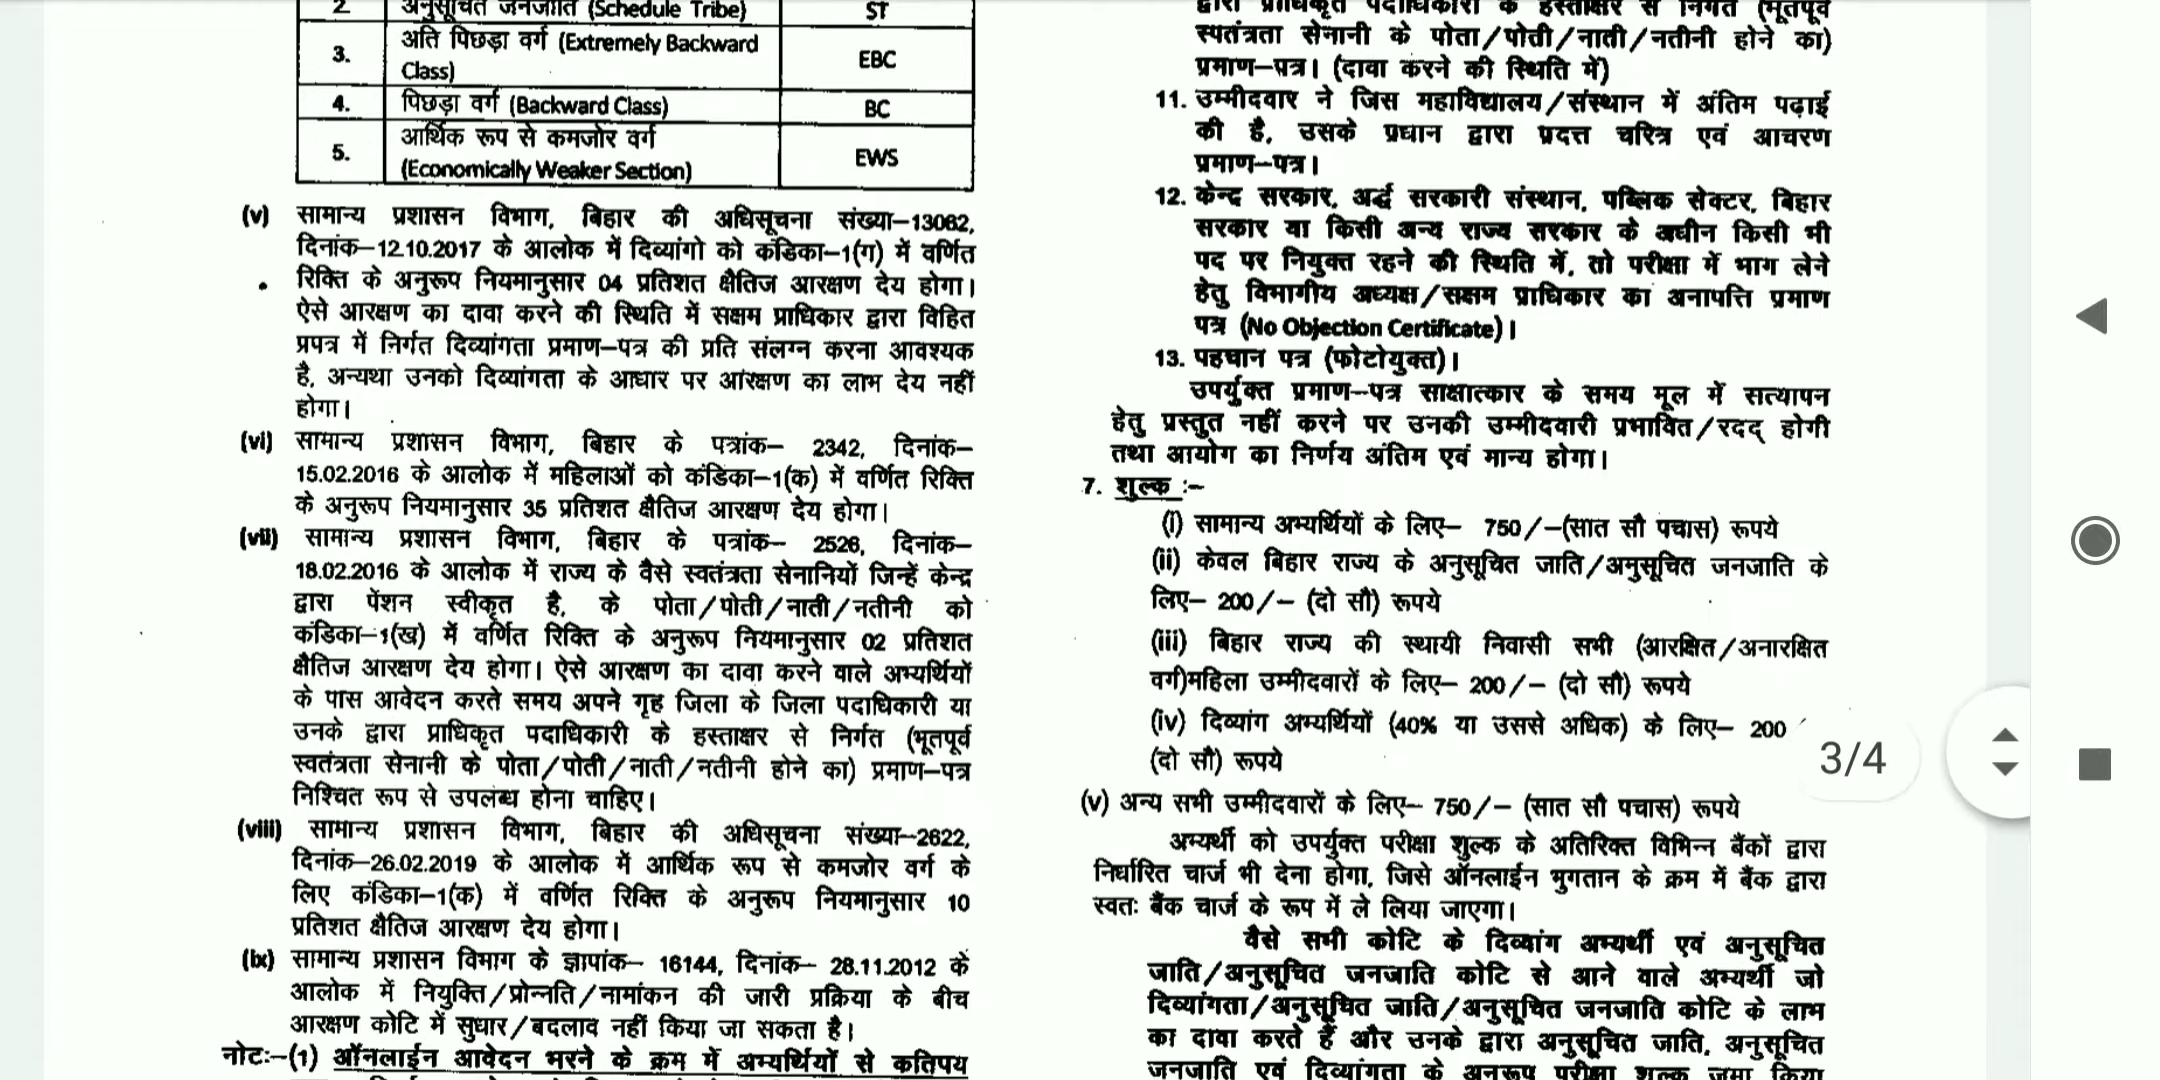 2. अनुसूचित जनजाति (Schedule Tribe) ST
3. अति पिछड़ा वर्ग (Extremely Backward
Class) EBC
4. पिछड़ा वर्ग (Backward Class) BC
5. आर्थिक रूप से कमजोर वर्ग
(Economically Weaker Section) EWS
(v) सामान्य प्रशासन विभाग, बिहार की अधिसूचना संख्या–13062,
दिनांक–12.10.2017 के आलोक में दिव्यांगो को कंडिका–1(ग) में वर्णित
रिक्ति के अनुरूप नियमानुसार 04 प्रतिशत क्षैतिज आरक्षण देय होगा।
ऐसे आरक्षण का दावा करने की स्थिति में सक्षम प्राधिकार द्वारा विहित
प्रपत्र में निर्गत दिव्यांगता प्रमाण–पत्र की प्रति संलग्न करना आवश्यक
है, अन्यथा उनको दिव्यांगता के आधार पर आरक्षण का लाभ देय नहीं
होगा।
(vi) सामान्य प्रशासन विभाग, बिहार के पत्रांक– 2342, दिनांक–
15.02.2016 के आलोक में महिलाओं को कंडिका–1(क) में वर्णित रिक्ति
के अनुरूप नियमानुसार 35 प्रतिशत क्षैतिज आरक्षण देय होगा।
(vii) सामान्य प्रशासन विभाग, बिहार के पत्रांक– 2526, दिनांक–
18.02.2016 के आलोक में राज्य के वैसे स्वतंत्रता सेनानियों जिन्हें केन्द्र
द्वारा पेंशन स्वीकृत है, के पोता/पोती/नाती/नतीनी को
कंडिका–1(ख) में वर्णित रिक्ति के अनुरूप नियमानुसार 02 प्रतिशत
क्षैतिज आरक्षण देय होगा। ऐसे आरक्षण का दावा करने वाले अभ्यर्थियों
के पास आवेदन करते समय अपने गृह जिला के जिला पदाधिकारी या
उनके द्वारा प्राधिकृत पदाधिकारी के हस्ताक्षर से निर्गत (भूतपूर्व
स्वतंत्रता सेनानी के पोता/पोती/नाती/नतीनी होने का) प्रमाण–पत्र
निश्चित रूप से उपलब्ध होना चाहिए।
(viii) सामान्य प्रशासन विभाग, बिहार की अधिसूचना संख्या–2622,
दिनांक–26.02.2019 के आलोक में आर्थिक रूप से कमजोर वर्ग के
लिए कंडिका–1(क) में वर्णित रिक्ति के अनुरूप नियमानुसार 10
प्रतिशत क्षैतिज आरक्षण देय होगा।
(ix) सामान्य प्रशासन विभाग के ज्ञापांक– 16144, दिनांक– 28.11.2012 के
आलोक में नियुक्ति/प्रोन्नति/नामांकन की जारी प्रक्रिया के बीच
आरक्षण कोटि में सुधार/बदलाव नहीं किया जा सकता है।
नोटः–(1) ऑनलाईन आवेदन भरने के क्रम में अभ्यर्थियों से कतिपय
द्वारा प्राधिकृत पदाधिकारी के हस्ताक्षर से निर्गत (भूतपूर्व
स्वतंत्रता सेनानी के पोता/पोती/नाती/नतीनी होने का)
प्रमाण–पत्र। (दावा करने की स्थिति में)
11. उम्मीदवार ने जिस महाविद्यालय/संस्थान में अंतिम पढ़ाई
की है, उसके प्रधान द्वारा प्रदत्त चरित्र एवं आचरण
प्रमाण–पत्र।
12. केन्द सरकार, अर्द्ध सरकारी संस्थान, पब्लिक सेक्टर, बिहार
सरकार वा किसी अन्य राज्य सरकार के अधीन किसी भी
पद पर नियुक्त रहने की स्थिति में, तो परीक्षा में भाग लेने
हेतु विभागीय अध्यक्ष/सक्षम प्राधिकार का अनापत्ति प्रमाण
पत्र (No Objection Certificate)।
13. पहचान पत्र (फोटोयुक्त)।
उपर्युक्त प्रमाण–पत्र साक्षात्कार के समय मूल में सत्यापन
हेतु प्रस्तुत नहीं करने पर उनकी उम्मीदवारी प्रभावित/रदद् होगी
तथा आयोग का निर्णय अंतिम एवं मान्य होगा।
7. शुल्क :–
(i) सामान्य अभ्यर्थियों के लिए– 750/–(सात सौ पचास) रूपये
(ii) केवल बिहार राज्य के अनुसूचित जाति/अनुसूचित जनजाति के
लिए– 200/– (दो सौ) रूपये
(iii) बिहार राज्य की स्थायी निवासी सभी (आरक्षित/अनारक्षित
वर्ग)महिला उम्मीदवारों के लिए– 200/– (दो सौ) रूपये
(iv) दिव्यांग अभ्यर्थियों (40% या उससे अधिक) के लिए– 200
(दो सौ) रूपये
(v) अन्य सभी उम्मीदवारों के लिए– 750/– (सात सौ पचास) रूपये
अभ्यर्थी को उपर्युक्त परीक्षा शुल्क के अतिरिक्त विभिन्न बैंकों द्वारा
निर्धारित चार्ज भी देना होगा, जिसे ऑनलाईन भुगतान के क्रम में बैंक द्वारा
स्वतः बैंक चार्ज के रूप में ले लिया जाएगा।
वैसे सभी कोटि के दिव्यांग अभ्यर्थी एवं अनुसूचित
जाति/अनुसूचित जनजाति कोटि से आने वाले अभ्यर्थी जो
दिव्यांगता/अनुसूचित जाति/अनुसूचित जनजाति कोटि के लाभ
का दावा करते हैं और उनके द्वारा अनुसूचित जाति, अनुसूचित
जनजाति एवं दिव्यांगता के अनुरूप परीक्षा शुल्क जमा किया
3/4